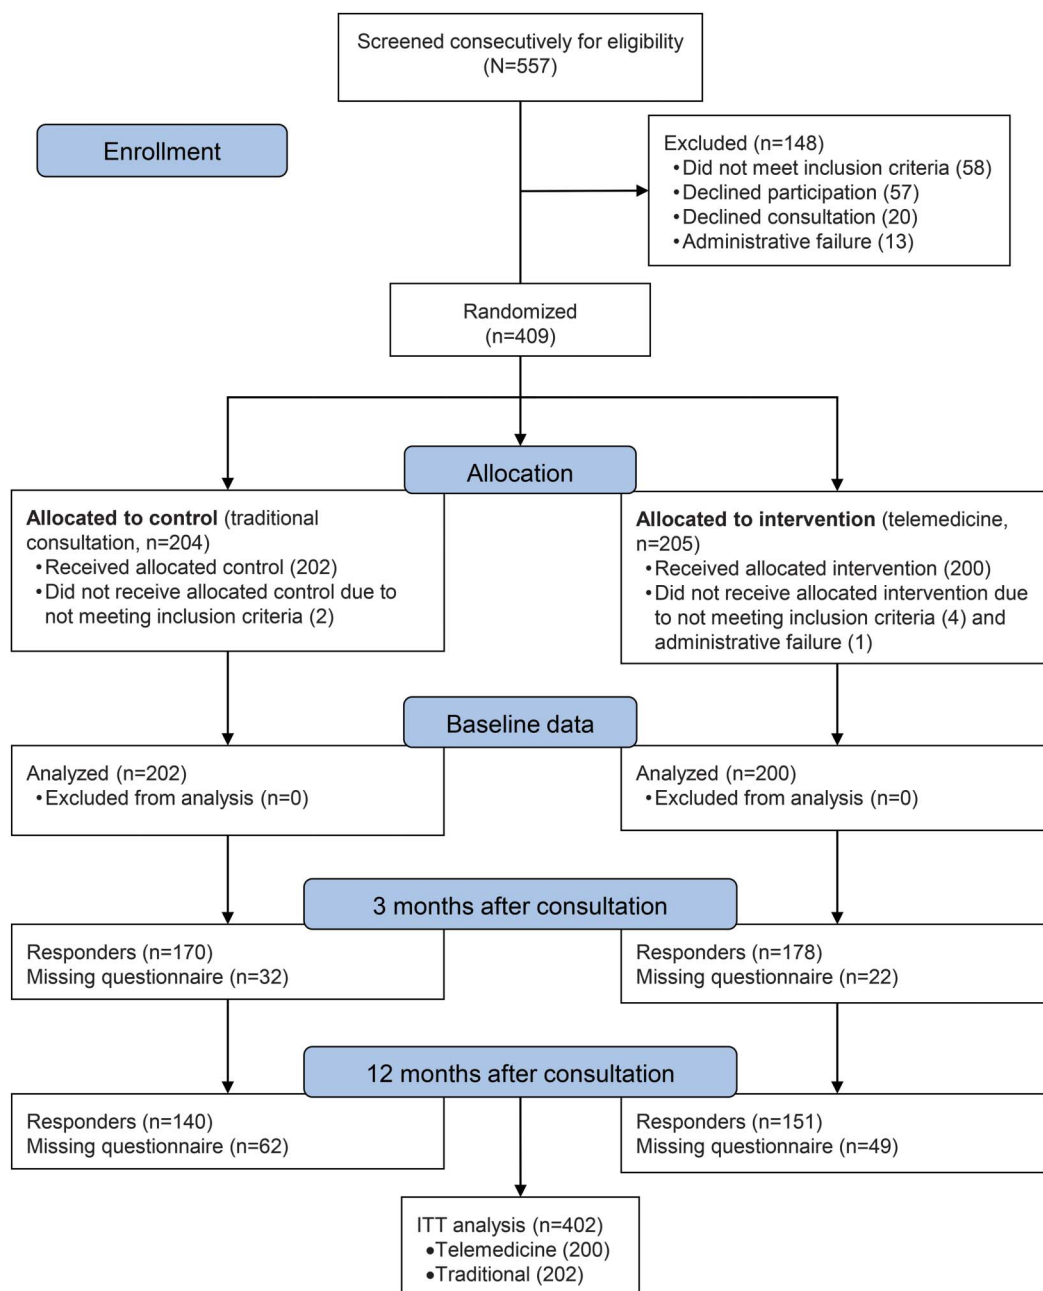 Screened consecutively for eligibility
(N=557)
Enrollment
Excluded (n=148)
•Did not meet inclusion criteria (58)
•Declined participation (57)
•Declined consultation (20)
•Administrative failure (13)
Randomized
(n=409)
Allocation
Allocated to control (traditional
consultation, n=204)
•Received allocated control (202)
•Did not receive allocated control due to
not meeting inclusion criteria (2)
Allocated to intervention (telemedicine,
n=205)
•Received allocated intervention (200)
•Did not receive allocated intervention due
to not meeting inclusion criteria (4) and
administrative failure (1)
Baseline data
Analyzed (n=202)
•Excluded from analysis (n=0)
Analyzed (n=200)
•Excluded from analysis (n=0)
3 months after consultation
Responders (n=170)
Missing questionnaire (n=32)
Responders (n=178)
Missing questionnaire (n=22)
12 months after consultation
Responders (n=140)
Missing questionnaire (n=62)
Responders (n=151)
Missing questionnaire (n=49)
ITT analysis (n=402)
•Telemedicine (200)
•Traditional (202)